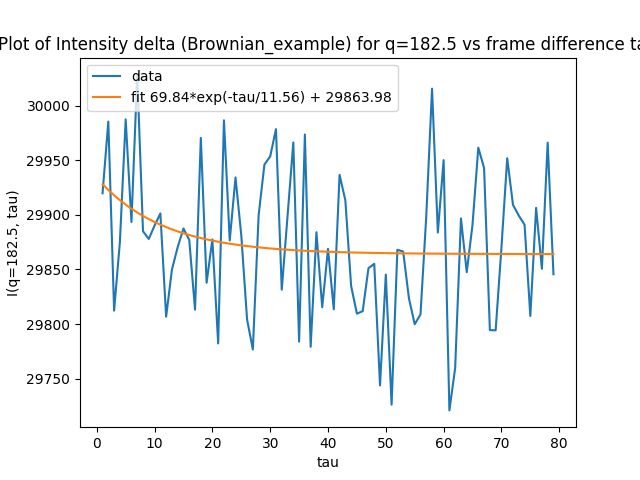 Plot of Intensity delta (Brownian_example) for q=182.5 vs frame difference ta
data
fit 69.84*exp(-tau/11.56) + 29863.98
I(q=182.5, tau)
30000
29950
29900
29850
29800
29750
0 10 20 30 40 50 60 70 80
tau